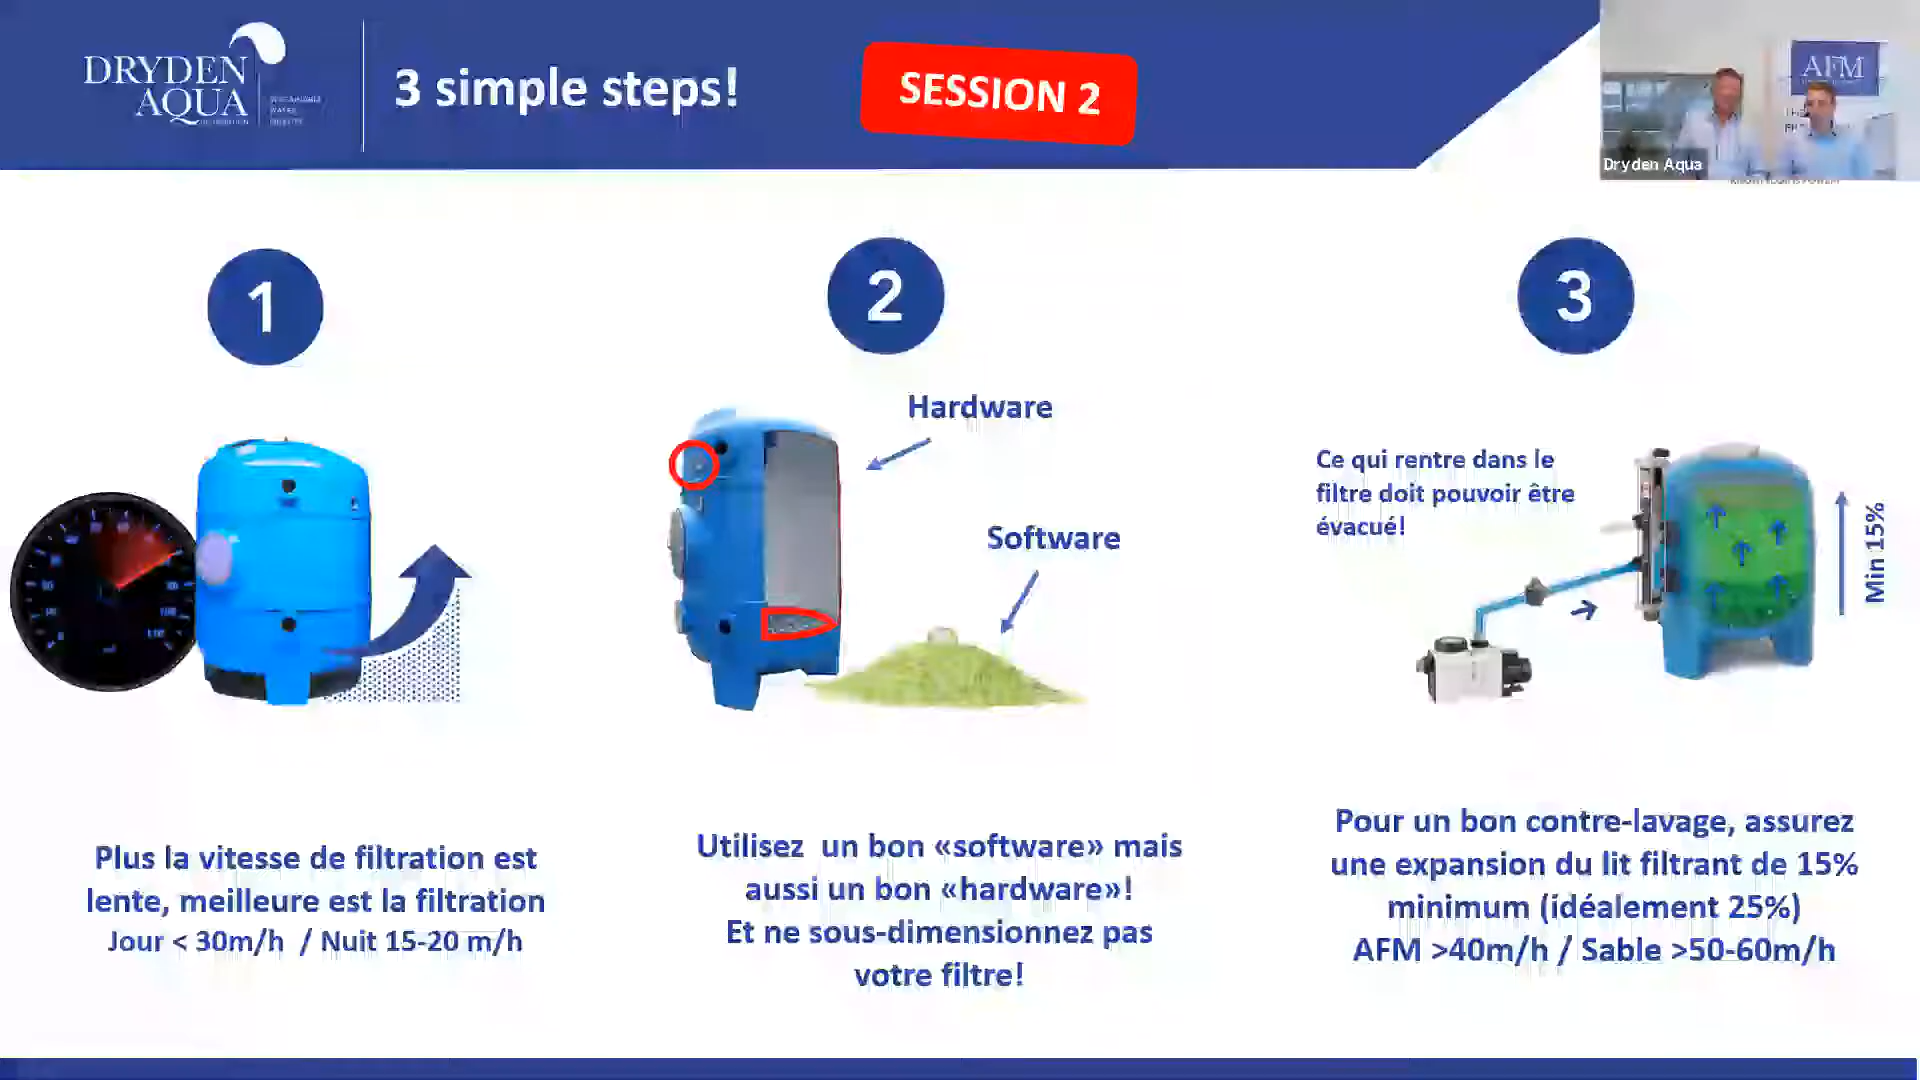 DRYDEN
AQUA
3 simple steps!
SESSION 2
AFM
Dryden Aqua
1
2
3
Hardware
Software
Ce qui rentre dans le
filtre doit pouvoir être
évacué!
Min 15%
Plus la vitesse de filtration est
lente, meilleure est la filtration
Jour < 30m/h / Nuit 15-20 m/h
Utilisez un bon «software» mais
aussi un bon «hardware»!
Et ne sous-dimensionnez pas
votre filtre!
Pour un bon contre-lavage, assurez
une expansion du lit filtrant de 15%
minimum (idéalement 25%)
AFM >40m/h / Sable >50-60m/h